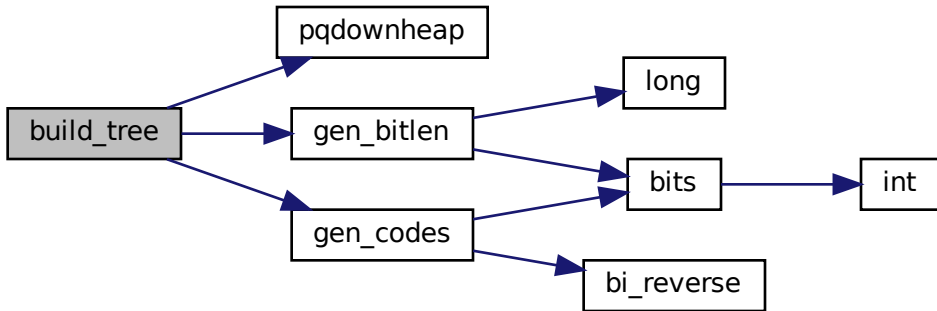 pqdownheap
long
build_tree
gen_bitlen
bits
int
gen_codes
bi_reverse